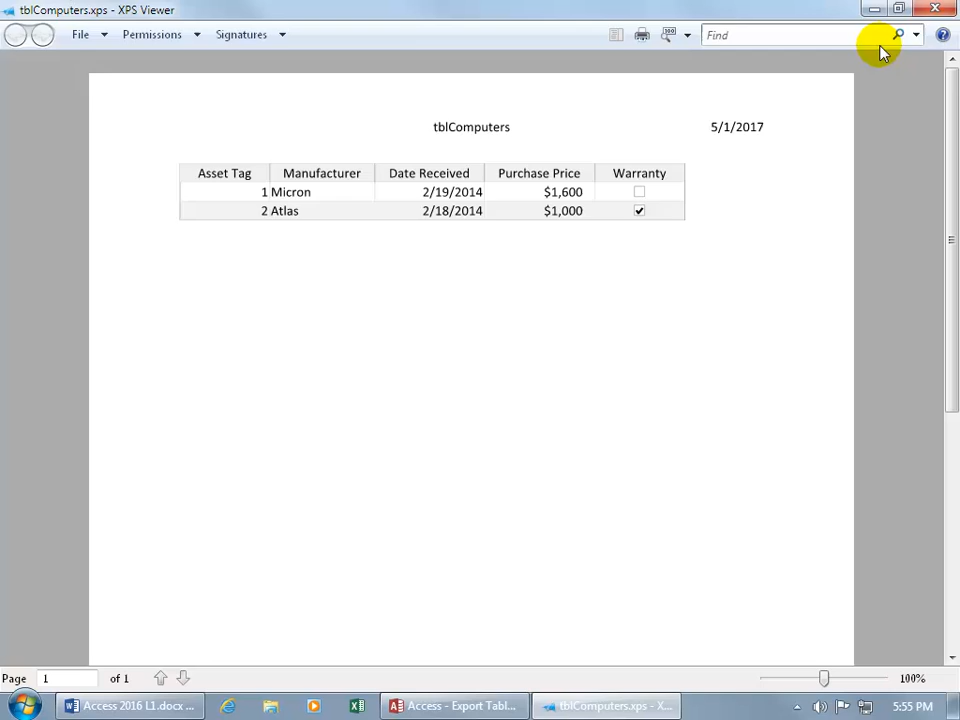 tblComputers.xps - XPS Viewer
File Permissions Signatures 100 Find ?
tblComputers 5/1/2017
Asset Tag Manufacturer Date Received Purchase Price Warranty
1 Micron 2/19/2014 $1,600
2 Atlas 2/18/2014 $1,000
Page 1 of 1 100%
Access 2016 L1.docx ... Access - Export Tabl... tblComputers.xps - X... 5:55 PM